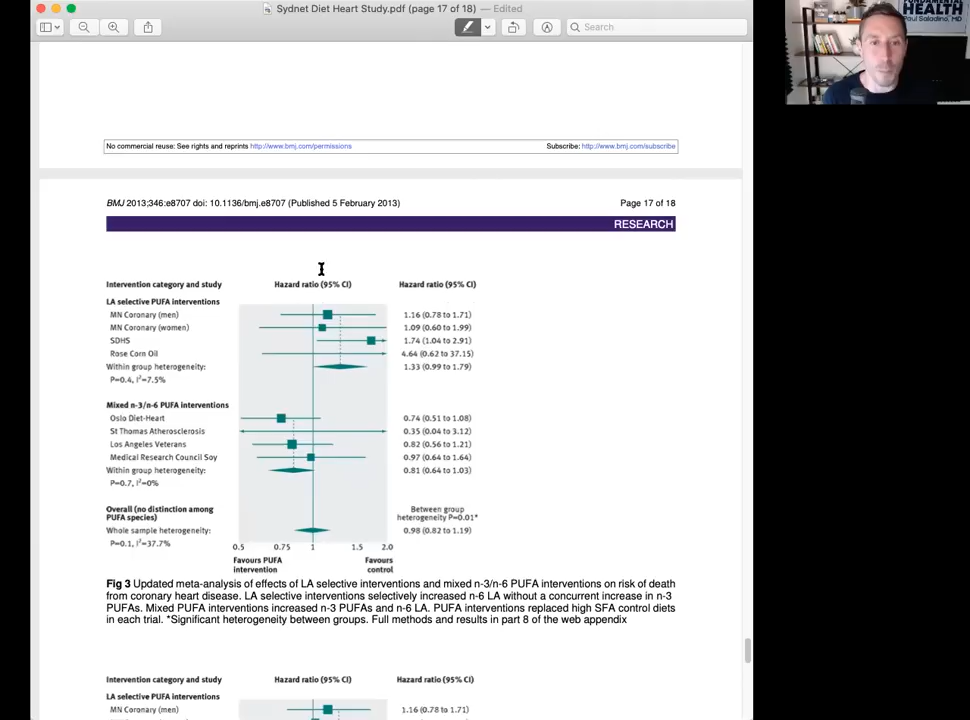 Sydnet Diet Heart Study.pdf (page 17 of 18) — Edited
Search
HEALTH
Paul Saladino, MD
No commercial reuse: See rights and reprints http://www.bmj.com/permissions
Subscribe: http://www.bmj.com/subscribe
BMJ 2013;346:e8707 doi: 10.1136/bmj.e8707 (Published 5 February 2013)
Page 17 of 18
RESEARCH
Intervention category and study Hazard ratio (95% CI) Hazard ratio (95% CI)
LA selective PUFA interventions
MN Coronary (men) 1.16 (0.78 to 1.71)
MN Coronary (women) 1.09 (0.60 to 1.99)
SDHS 1.74 (1.04 to 2.91)
Rose Corn Oil 4.64 (0.62 to 37.15)
Within group heterogeneity: 1.33 (0.99 to 1.79)
P=0.4, I²=7.5%
Mixed n-3/n-6 PUFA interventions
Oslo Diet-Heart 0.74 (0.51 to 1.08)
St Thomas Atherosclerosis 0.35 (0.04 to 3.12)
Los Angeles Veterans 0.82 (0.56 to 1.21)
Medical Research Council Soy 0.97 (0.64 to 1.64)
Within group heterogeneity: 0.81 (0.64 to 1.03)
P=0.7, I²=0%
Overall (no distinction among
PUFA species)
Between group
heterogeneity P=0.01*
Whole sample heterogeneity: 0.98 (0.82 to 1.19)
P=0.1, I²=37.7%
0.5 0.75 1 1.5 2.0
Favours PUFA
intervention
Favours
control
Fig 3 Updated meta-analysis of effects of LA selective interventions and mixed n-3/n-6 PUFA interventions on risk of death
from coronary heart disease. LA selective interventions selectively increased n-6 LA without a concurrent increase in n-3
PUFAs. Mixed PUFA interventions increased n-3 PUFAs and n-6 LA. PUFA interventions replaced high SFA control diets
in each trial. *Significant heterogeneity between groups. Full methods and results in part 8 of the web appendix
Intervention category and study Hazard ratio (95% CI) Hazard ratio (95% CI)
LA selective PUFA interventions
MN Coronary (men) 1.16 (0.78 to 1.71)